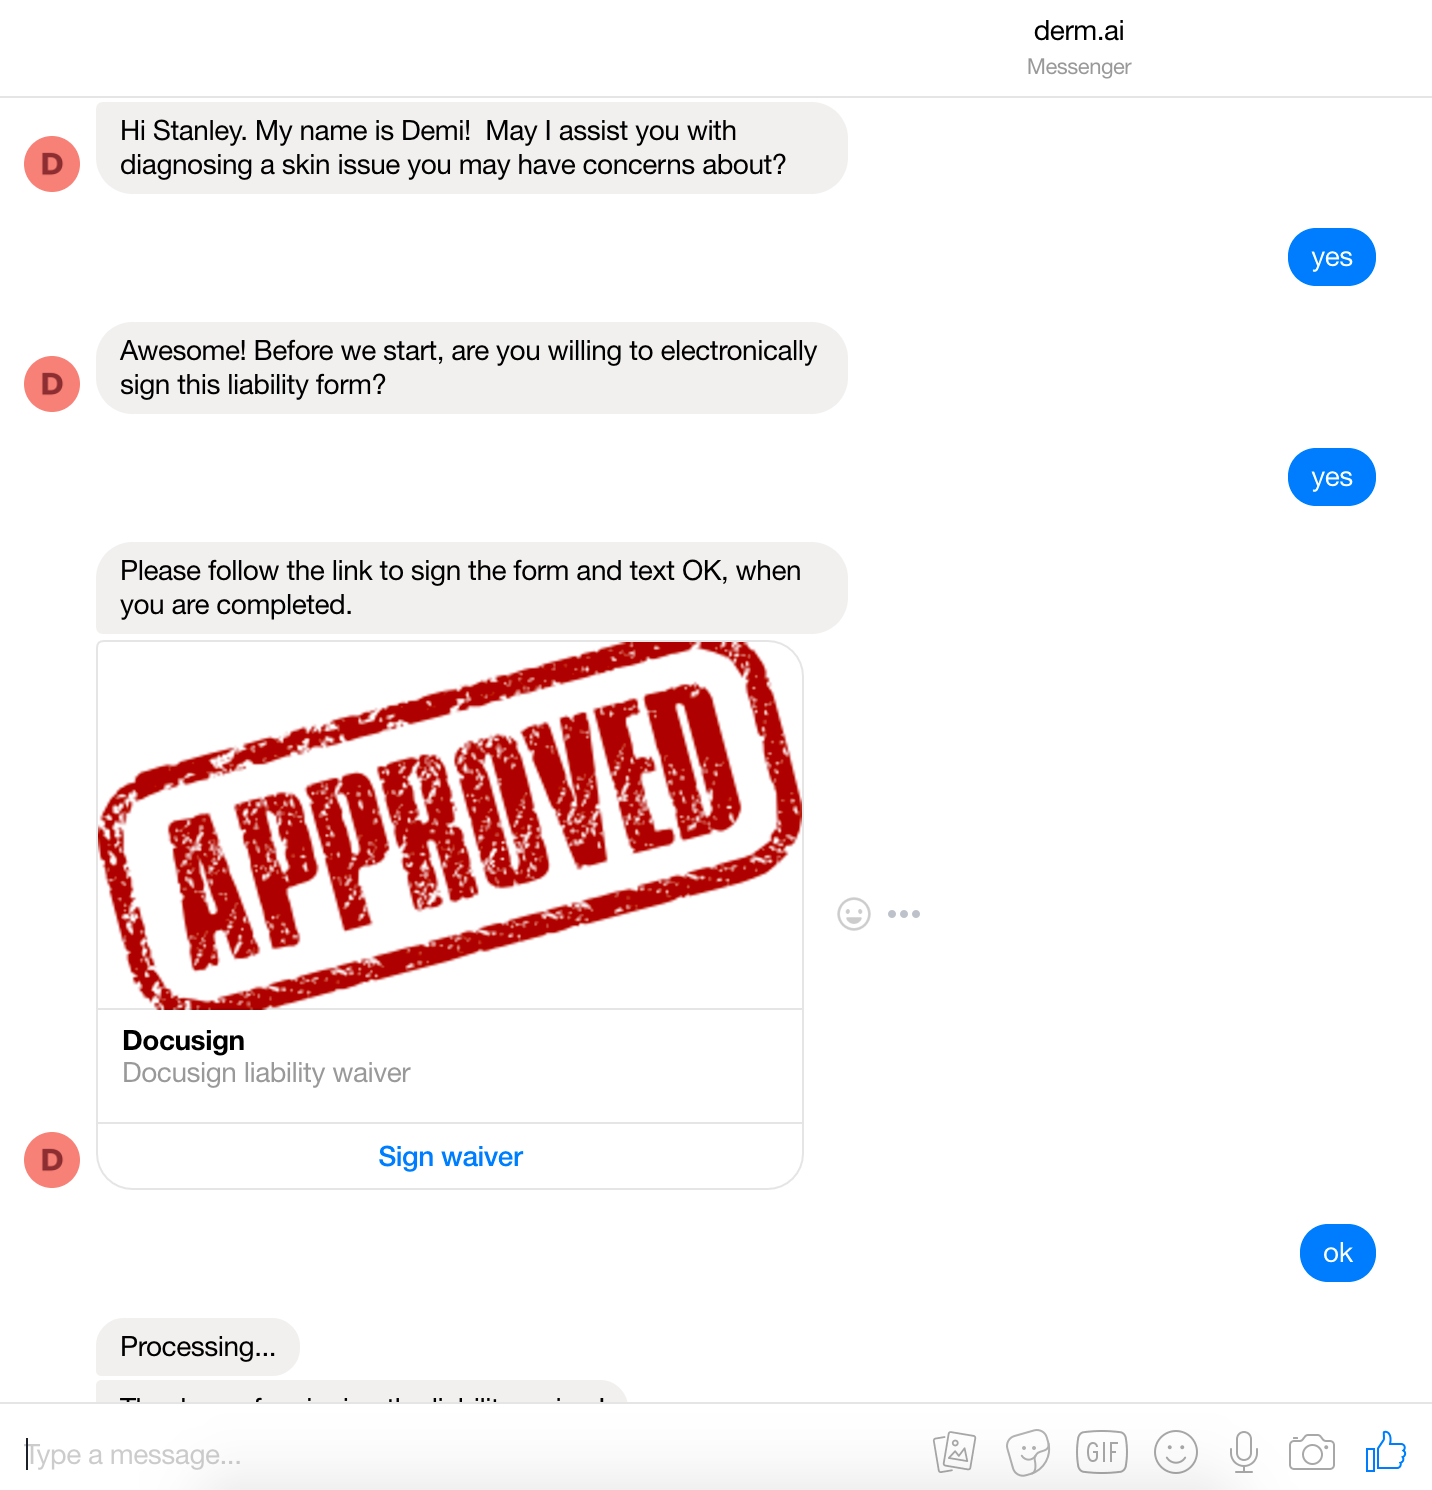 derm.ai
Messenger
Hi Stanley. My name is Demi!  May I assist you with
diagnosing a skin issue you may have concerns about?
D
yes
Awesome! Before we start, are you willing to electronically
sign this liability form?
D
yes
Please follow the link to sign the form and text OK, when
you are completed.
APPROVED
Docusign
Docusign liability waiver
Sign waiver
D
ok
Processing...
Type a message...
GIF